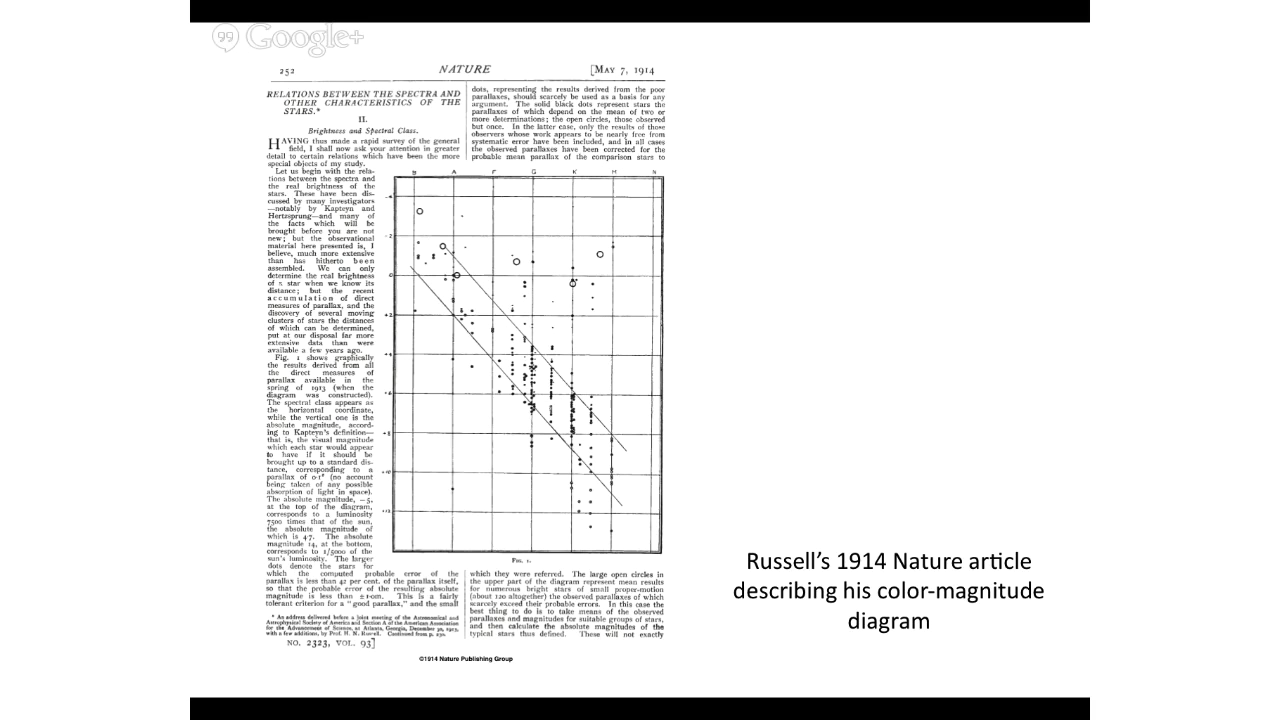 Google+
252
NATURE
[MAY 7, 1914
RELATIONS BETWEEN THE SPECTRA AND
OTHER CHARACTERISTICS OF THE
STARS.*
II.
Brightness and Spectral Class.
HAVING thus made a rapid survey of the general
field, I shall now ask your attention in greater
detail to certain relations which have been the more
special objects of my study.
Let us begin with the rela-
tions between the spectra and
the real brightness of the
stars. These have been dis-
cussed by many investigators
—notably by Kapteyn and
Hertzsprung—and many of
the facts which will be
brought before you are not
new; but the observational
material here presented is, I
believe, much more extensive
than has hitherto been
assembled. We can only
determine the real brightness
of a star when we know its
distance; but the recent
accumulation of direct
measures of parallax, and the
discovery of several moving
clusters of stars the distances
of which can be determined,
put at our disposal far more
extensive data than were
available a few years ago.
Fig. 1 shows graphically
the results derived from all
the direct measures of
parallax available in the
spring of 1913 (when the
diagram was constructed).
The spectral class appears as
the horizontal coordinate,
while the vertical one is the
absolute magnitude, accord-
ing to Kapteyn's definition—
that is, the visual magnitude
which each star would appear
to have if it should be
brought up to a standard dis-
tance, corresponding to a
parallax of 0·1" (no account
being taken of any possible
absorption of light in space).
The absolute magnitude, −5,
at the top of the diagram,
corresponds to a luminosity
7500 times that of the sun,
the absolute magnitude of
which is 4·7. The absolute
magnitude 14, at the bottom,
corresponds to 1/5000 of the
sun's luminosity. The larger
dots denote the stars for
which the computed probable error of the
parallax is less than 42 per cent. of the parallax itself,
so that the probable error of the resulting absolute
magnitude is less than ±1·0m. This is a fairly
tolerant criterion for a "good parallax," and the small
* An address delivered before a joint meeting of the Astronomical and
Astrophysical Society of America and Section A of the American Association
for the Advancement of Science, at Atlanta, Georgia, December 30, 1913,
with a few additions, by Prof. H. N. Russell. Continued from p. 230.
NO. 2323, VOL. 93]
dots, representing the results derived from the poor
parallaxes, should scarcely be used as a basis for any
argument. The solid black dots represent stars the
parallaxes of which depend on the mean of two or
more determinations; the open circles, those observed
but once. In the latter case, only the results of those
observers whose work appears to be nearly free from
systematic error have been included, and in all cases
the observed parallaxes have been corrected for the
probable mean parallax of the comparison stars to
B A F G K M N
-4
-2
0
+2
+4
+6
+8
+10
+12
FIG. 1.
which they were referred. The large open circles in
the upper part of the diagram represent mean results
for numerous bright stars of small proper-motion
(about 120 altogether) the observed parallaxes of which
scarcely exceed their probable errors. In this case the
best thing to do is to take means of the observed
parallaxes and magnitudes for suitable groups of stars,
and then calculate the absolute magnitudes of the
typical stars thus defined. These will not exactly
©1914 Nature Publishing Group
Russell's 1914 Nature article
describing his color-magnitude
diagram